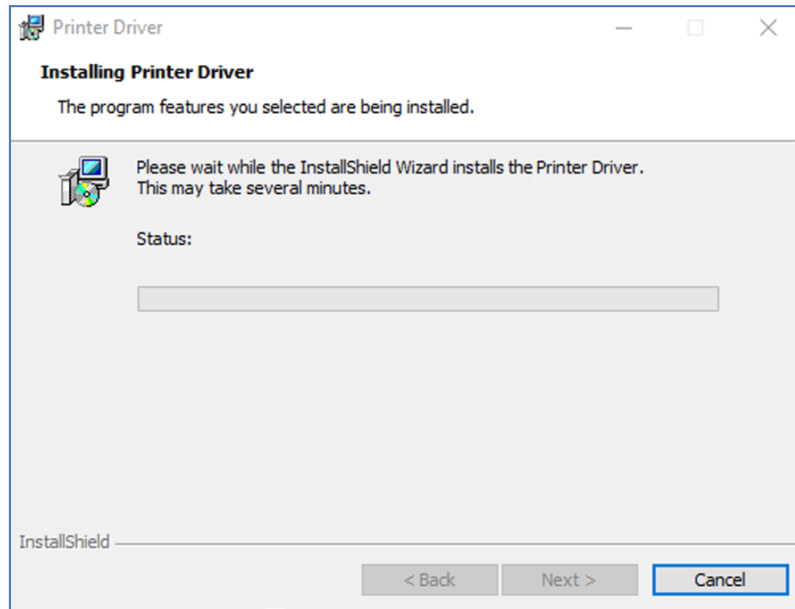 Printer Driver
Installing Printer Driver
The program features you selected are being installed.
Please wait while the InstallShield Wizard installs the Printer Driver.
This may take several minutes.
Status:
InstallShield
< Back Next > Cancel